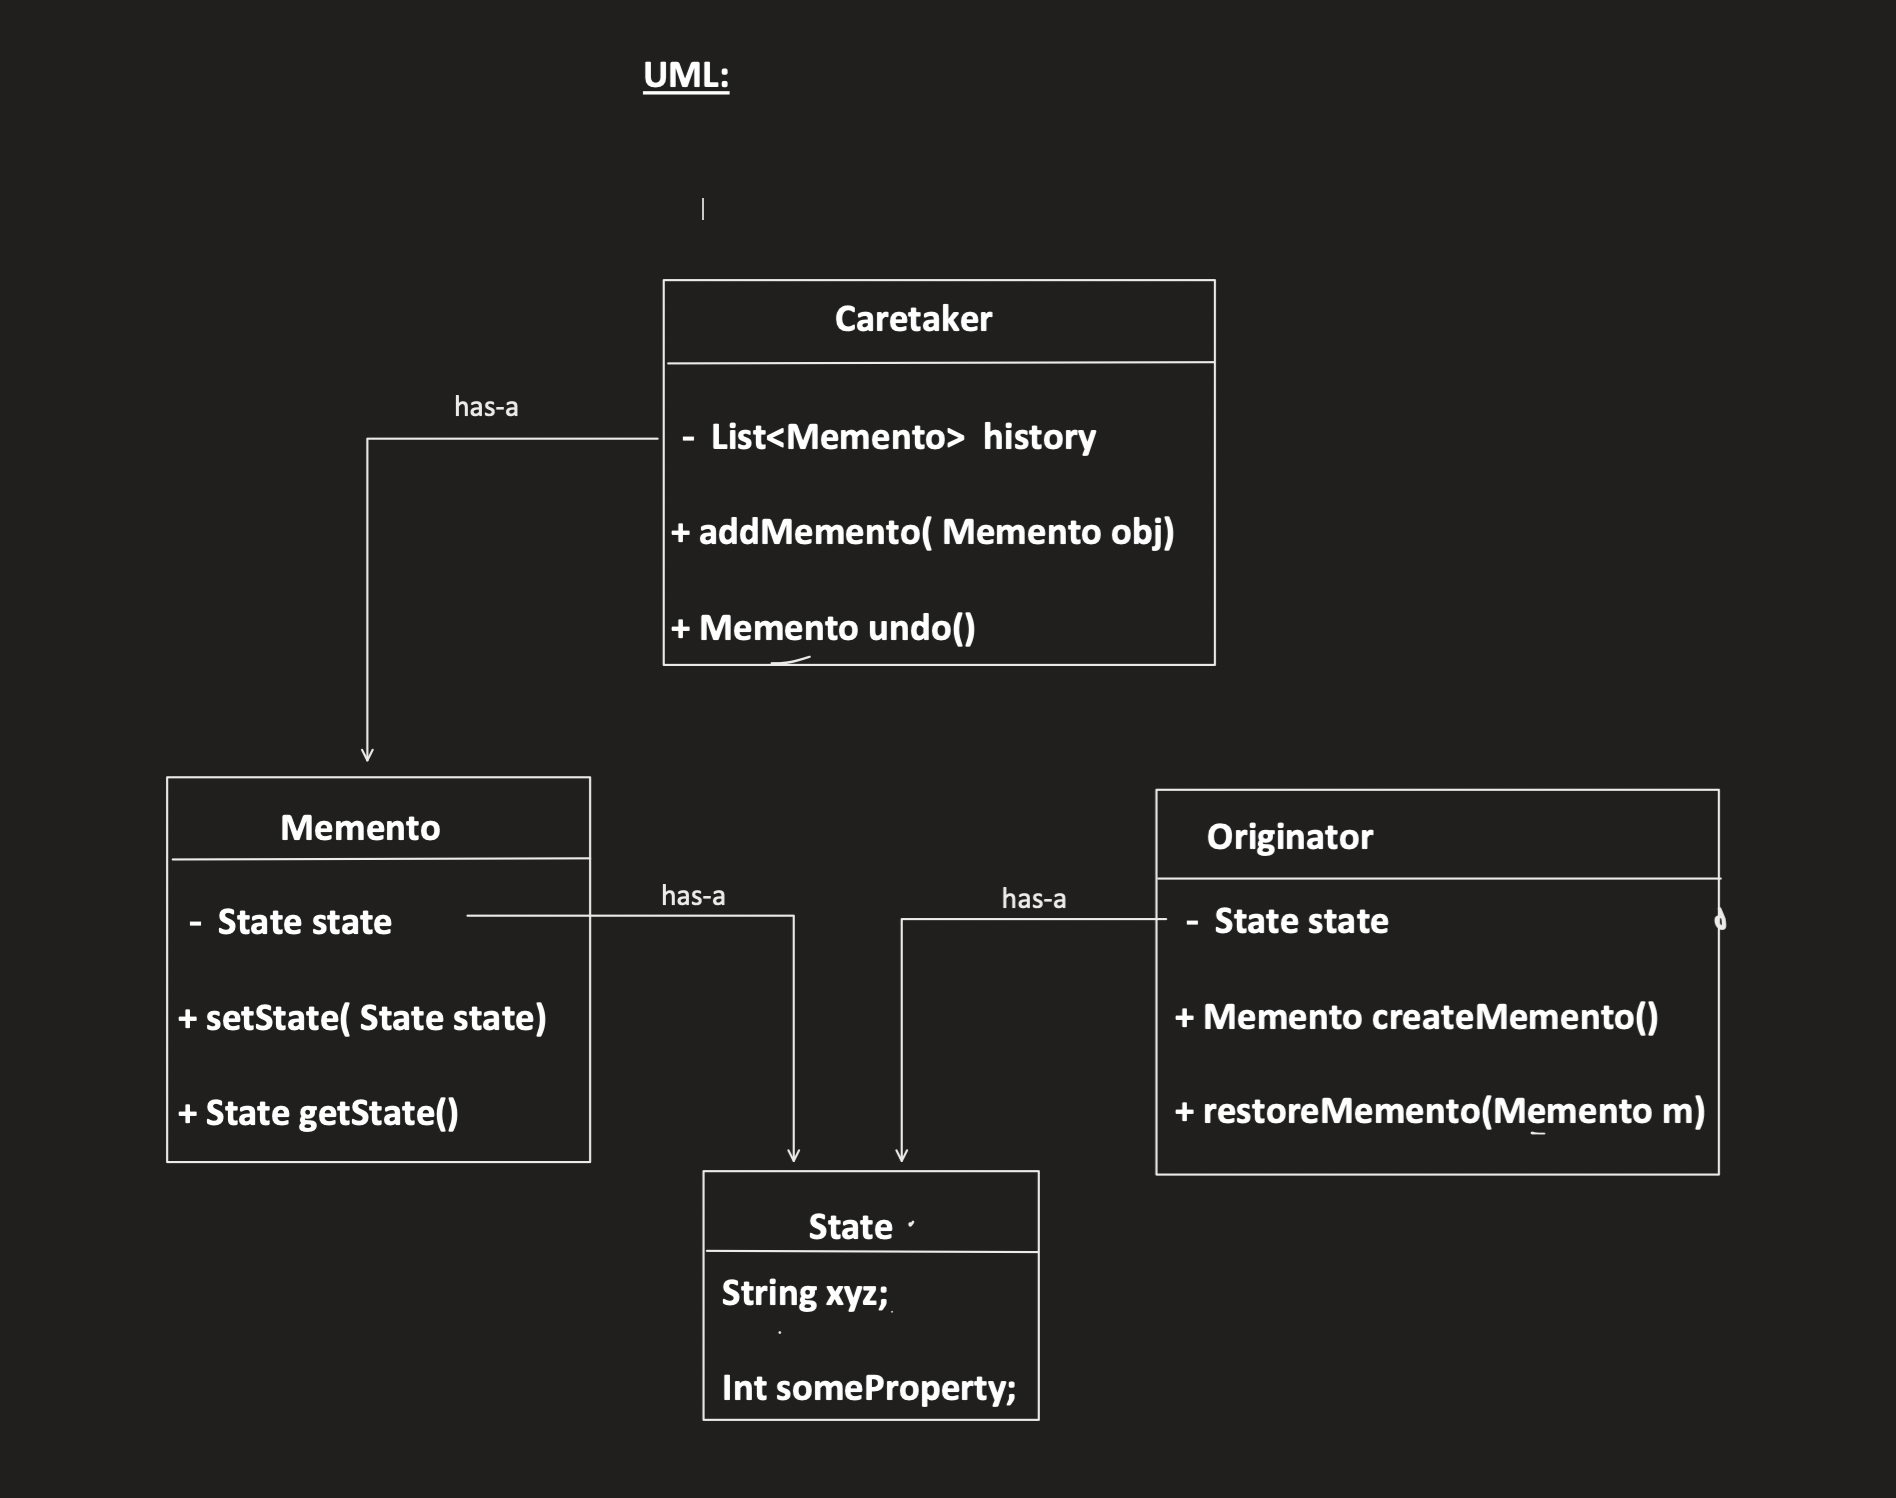 UML:
Caretaker
has-a
- List<Memento> history
+ addMemento( Memento obj)
+ Memento undo()
Memento
- State state
+ setState( State state)
+ State getState()
has-a
has-a
Originator
- State state
+ Memento createMemento()
+ restoreMemento(Memento m)
State
String xyz;
Int someProperty;